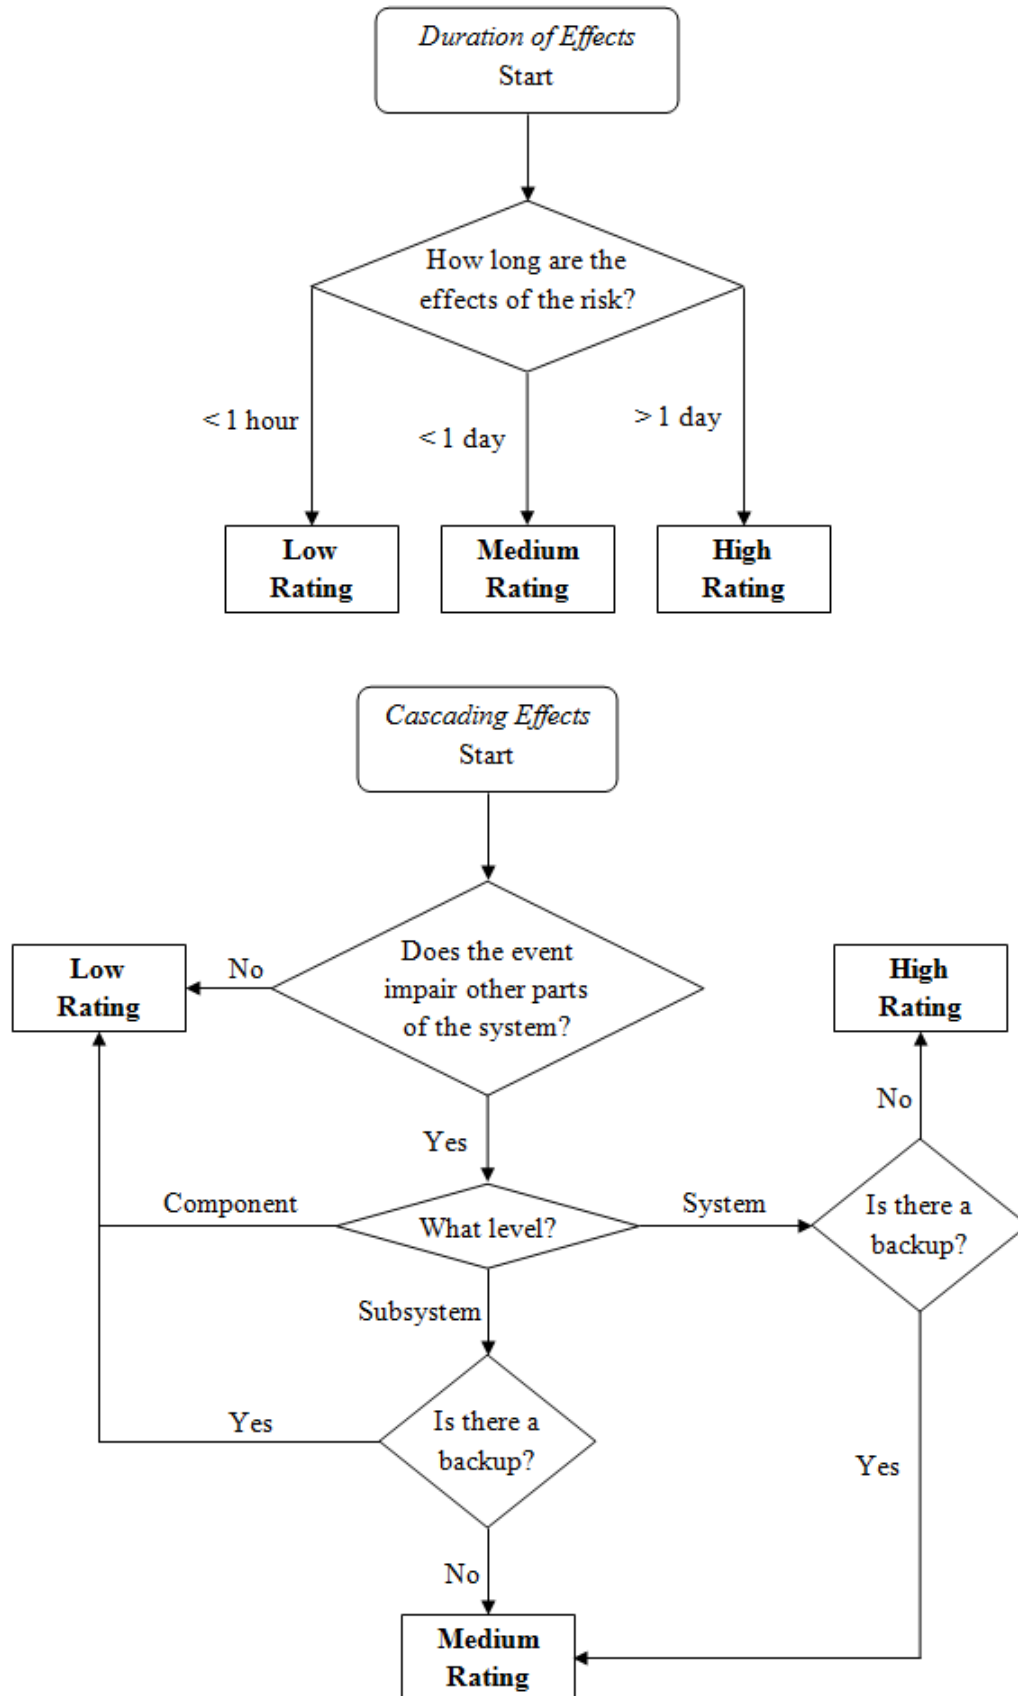 Duration of Effects
Start
How long are the
effects of the risk?
< 1 hour
< 1 day
> 1 day
Low
Rating
Medium
Rating
High
Rating
Cascading Effects
Start
Does the event
impair other parts
of the system?
No
Low
Rating
High
Rating
No
Yes
Component
What level?
System
Is there a
backup?
Subsystem
Yes
Is there a
backup?
Yes
No
Medium
Rating